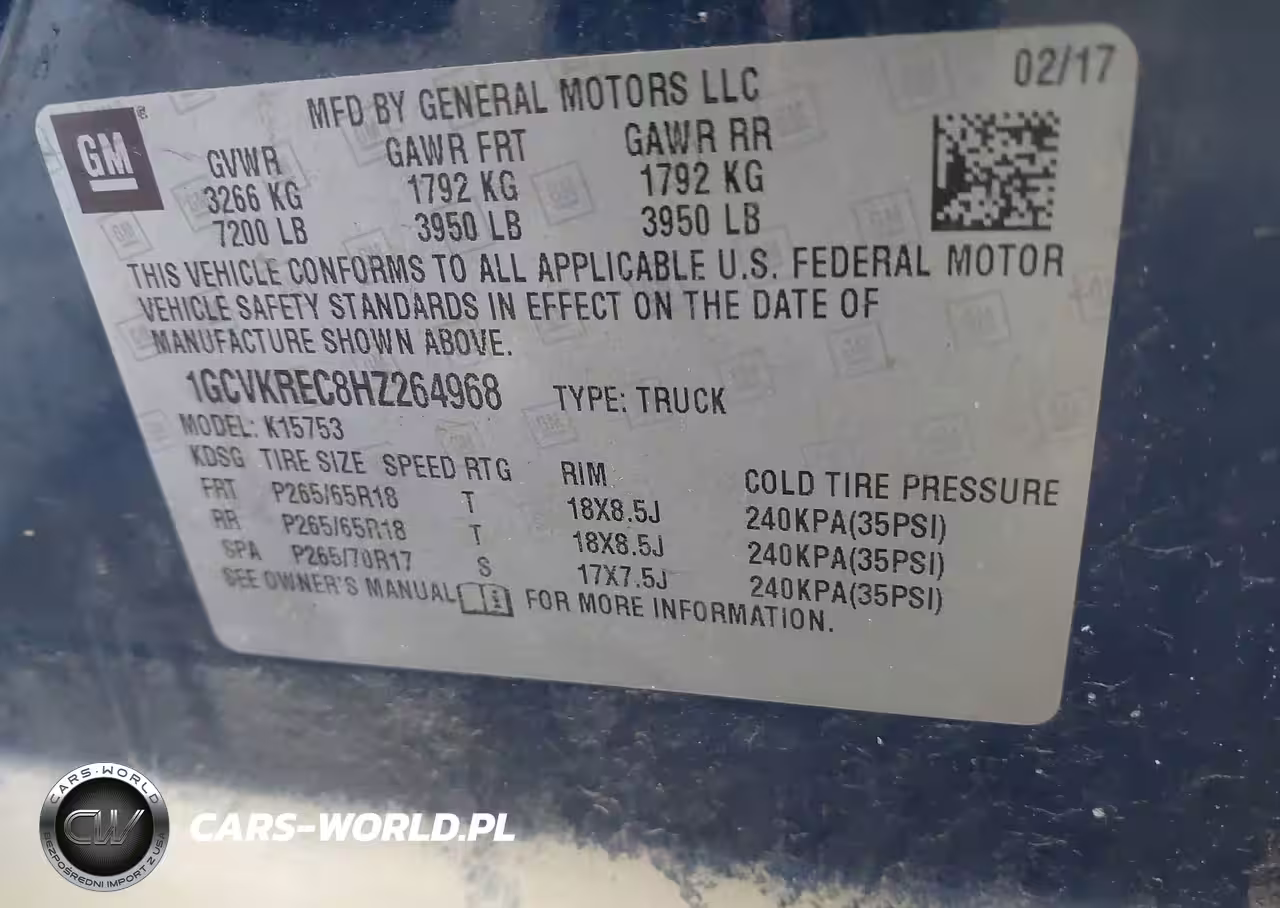 02/17
GM
MFD BY GENERAL MOTORS LLC
GVWR GAWR FRT GAWR RR
3266 KG 1792 KG 1792 KG
7200 LB 3950 LB 3950 LB
THIS VEHICLE CONFORMS TO ALL APPLICABLE U.S. FEDERAL MOTOR
VEHICLE SAFETY STANDARDS IN EFFECT ON THE DATE OF
MANUFACTURE SHOWN ABOVE.
1GCVKREC8HZ264968 TYPE: TRUCK
MODEL: K15753
KDSG TIRE SIZE SPEED RTG RIM COLD TIRE PRESSURE
FRT P265/65R18 T 18X8.5J 240KPA(35PSI)
RR P265/65R18 T 18X8.5J 240KPA(35PSI)
SPA P265/70R17 S 17X7.5J 240KPA(35PSI)
SEE OWNER'S MANUAL FOR MORE INFORMATION.
CARS-WORLD
CW
BEZPOŚREDNI IMPORT Z USA
CARS-WORLD.PL